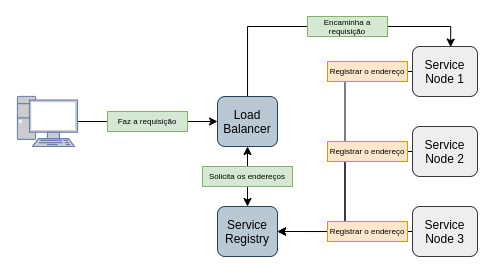 Encaminha a
requisição
Service
Node 1
Registrar o endereço
Faz a requisição
Load
Balancer
Service
Node 2
Registrar o endereço
Solicita os endereços
Service
Registry
Registrar o endereço
Service
Node 3